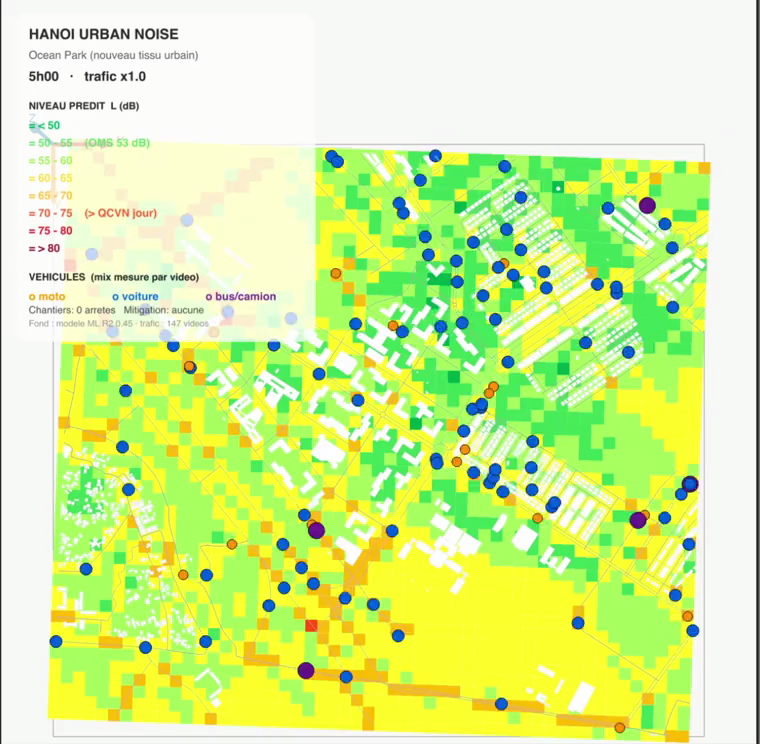 HANOI URBAN NOISE
Ocean Park (nouveau tissu urbain)
5h00 · trafic x1.0
NIVEAU PREDIT L (dB)
= < 50
= 50 - 55 (OMS 53 dB)
= 55 - 60
= 60 - 65
= 65 - 70
= 70 - 75 (> QCVN jour)
= 75 - 80
= > 80
VEHICULES (mix mesure par video)
o moto o voiture o bus/camion
Chantiers: 0 arretes Mitigation: aucune
Fond : modele ML R2 0.45 · trafic : 147 videos